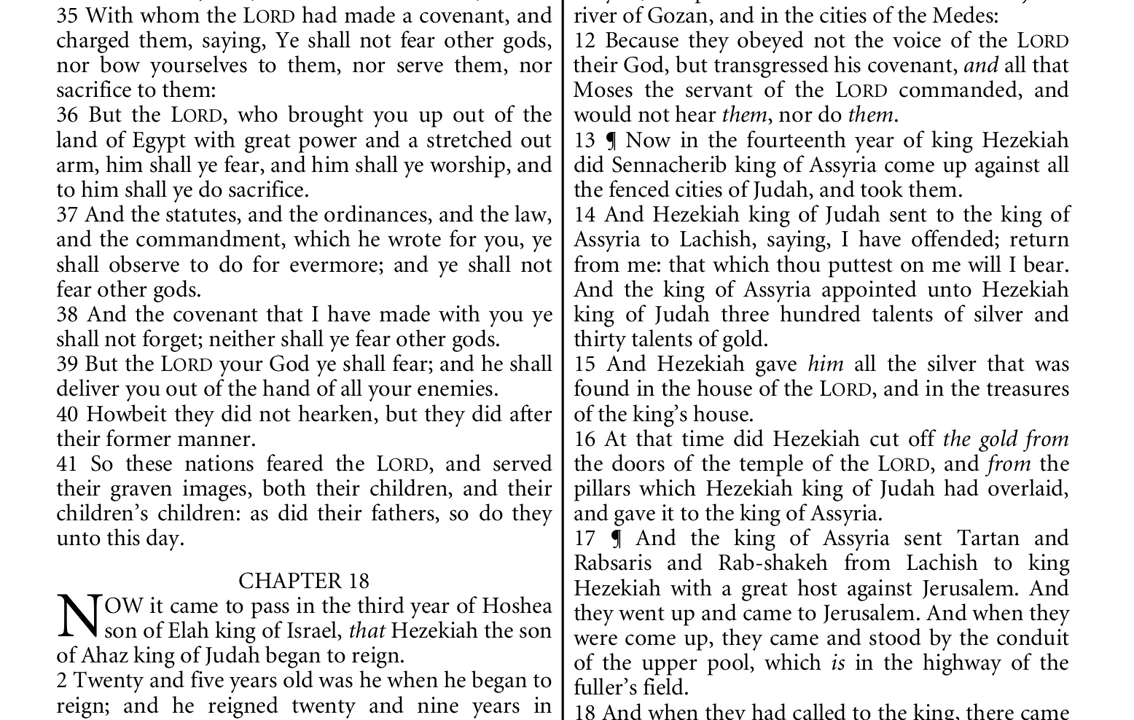 35 With whom the LORD had made a covenant, and
charged them, saying, Ye shall not fear other gods,
nor bow yourselves to them, nor serve them, nor
sacrifice to them:
36 But the LORD, who brought you up out of the
land of Egypt with great power and a stretched out
arm, him shall ye fear, and him shall ye worship, and
to him shall ye do sacrifice.
37 And the statutes, and the ordinances, and the law,
and the commandment, which he wrote for you, ye
shall observe to do for evermore; and ye shall not
fear other gods.
38 And the covenant that I have made with you ye
shall not forget; neither shall ye fear other gods.
39 But the LORD your God ye shall fear; and he shall
deliver you out of the hand of all your enemies.
40 Howbeit they did not hearken, but they did after
their former manner.
41 So these nations feared the LORD, and served
their graven images, both their children, and their
children’s children: as did their fathers, so do they
unto this day.
CHAPTER 18
NOW it came to pass in the third year of Hoshea
son of Elah king of Israel, that Hezekiah the son
of Ahaz king of Judah began to reign.
2 Twenty and five years old was he when he began to
reign; and he reigned twenty and nine years in
river of Gozan, and in the cities of the Medes:
12 Because they obeyed not the voice of the LORD
their God, but transgressed his covenant, and all that
Moses the servant of the LORD commanded, and
would not hear them, nor do them.
13 ¶ Now in the fourteenth year of king Hezekiah
did Sennacherib king of Assyria come up against all
the fenced cities of Judah, and took them.
14 And Hezekiah king of Judah sent to the king of
Assyria to Lachish, saying, I have offended; return
from me: that which thou puttest on me will I bear.
And the king of Assyria appointed unto Hezekiah
king of Judah three hundred talents of silver and
thirty talents of gold.
15 And Hezekiah gave him all the silver that was
found in the house of the LORD, and in the treasures
of the king’s house.
16 At that time did Hezekiah cut off the gold from
the doors of the temple of the LORD, and from the
pillars which Hezekiah king of Judah had overlaid,
and gave it to the king of Assyria.
17 ¶ And the king of Assyria sent Tartan and
Rabsaris and Rab-shakeh from Lachish to king
Hezekiah with a great host against Jerusalem. And
they went up and came to Jerusalem. And when they
were come up, they came and stood by the conduit
of the upper pool, which is in the highway of the
fuller’s field.
18 And when they had called to the king, there came